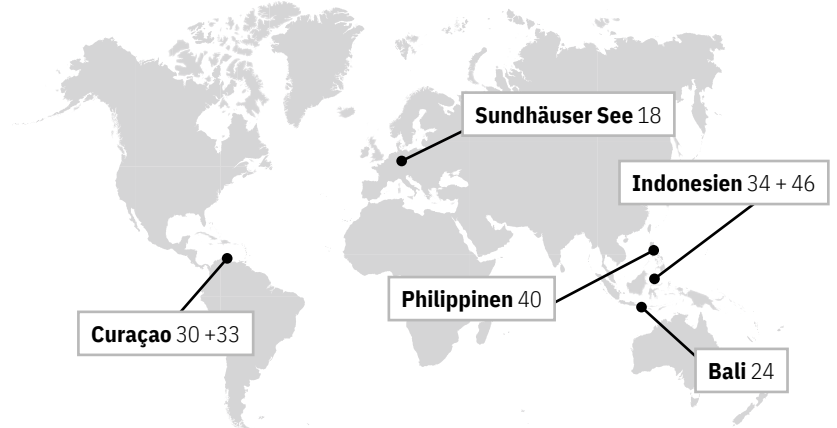 Sundhäuser See 18
Indonesien 34 + 46
Philippinen 40
Curaçao 30 +33
Bali 24